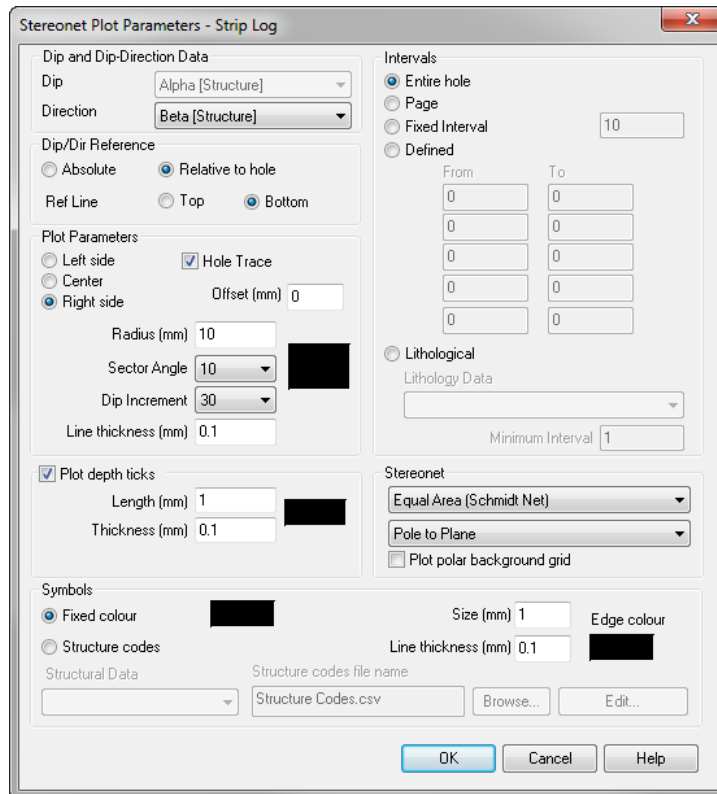 Stereonet Plot Parameters - Strip Log
Dip and Dip-Direction Data
Dip
Alpha [Structure]
Direction
Beta [Structure]
Dip/Dir Reference
Absolute
Relative to hole
Ref Line
Top
Bottom
Plot Parameters
Left side
Hole Trace
Center
Right side
Offset (mm)
0
Radius (mm)
10
Sector Angle
10
Dip Increment
30
Line thickness (mm)
0.1
Plot depth ticks
Length (mm)
1
Thickness (mm)
0.1
Intervals
Entire hole
Page
Fixed Interval
10
Defined
From
To
0
0
0
0
0
0
0
0
0
0
Lithological
Lithology Data
Minimum Interval
1
Stereonet
Equal Area (Schmidt Net)
Pole to Plane
Plot polar background grid
Symbols
Fixed colour
Size (mm)
1
Edge colour
Structure codes
Line thickness (mm)
0.1
Structural Data
Structure codes file name
Structure Codes.csv
Browse...
Edit...
OK
Cancel
Help